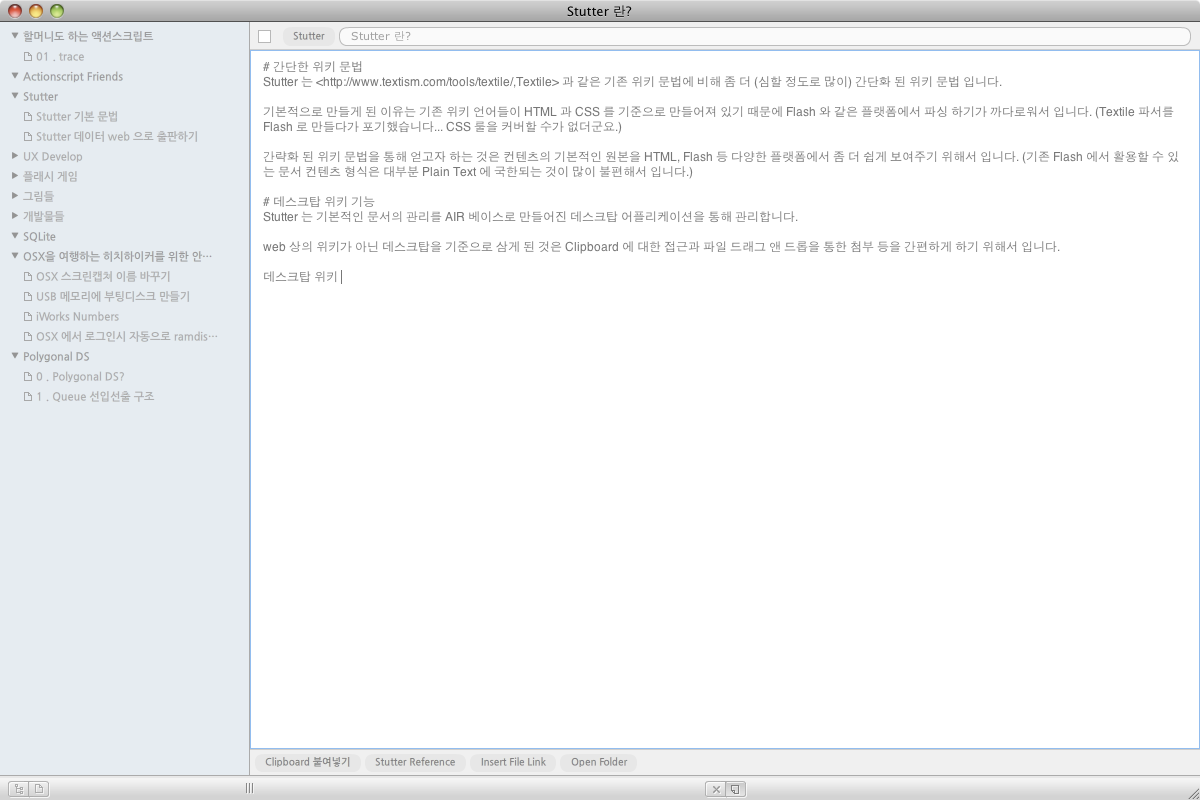 Stutter 란?
할머니도 하는 액션스크립트
01 . trace
Actionscript Friends
Stutter
Stutter 기본 문법
Stutter 데이터 web 으로 출판하기
UX Develop
플래시 게임
그림들
개발물들
SQLite
OSX을 여행하는 히치하이커를 위한 안…
OSX 스크린캡쳐 이름 바꾸기
USB 메모리에 부팅디스크 만들기
iWorks Numbers
OSX 에서 로그인시 자동으로 ramdis…
Polygonal DS
0 . Polygonal DS?
1 . Queue 선입선출 구조
Stutter
Stutter 란?
# 간단한 위키 문법
Stutter 는 <http://www.textism.com/tools/textile/,Textile> 과 같은 기존 위키 문법에 비해 좀 더 (심할 정도로 많이) 간단화 된 위키 문법 입니다.
기본적으로 만들게 된 이유는 기존 위키 언어들이 HTML 과 CSS 를 기준으로 만들어져 있기 때문에 Flash 와 같은 플랫폼에서 파싱 하기가 까다로워서 입니다. (Textile 파서를
Flash 로 만들다가 포기했습니다... CSS 룰을 커버할 수가 없더군요.)
간략화 된 위키 문법을 통해 얻고자 하는 것은 컨텐츠의 기본적인 원본을 HTML, Flash 등 다양한 플랫폼에서 좀 더 쉽게 보여주기 위해서 입니다. (기존 Flash 에서 활용할 수 있
는 문서 컨텐츠 형식은 대부분 Plain Text 에 국한되는 것이 많이 불편해서 입니다.)
# 데스크탑 위키 기능
Stutter 는 기본적인 문서의 관리를 AIR 베이스로 만들어진 데스크탑 어플리케이션을 통해 관리합니다.
web 상의 위키가 아닌 데스크탑을 기준으로 삼게 된 것은 Clipboard 에 대한 접근과 파일 드래그 앤 드롭을 통한 첨부 등을 간편하게 하기 위해서 입니다.
데스크탑 위키
Clipboard 붙여넣기
Stutter Reference
Insert File Link
Open Folder